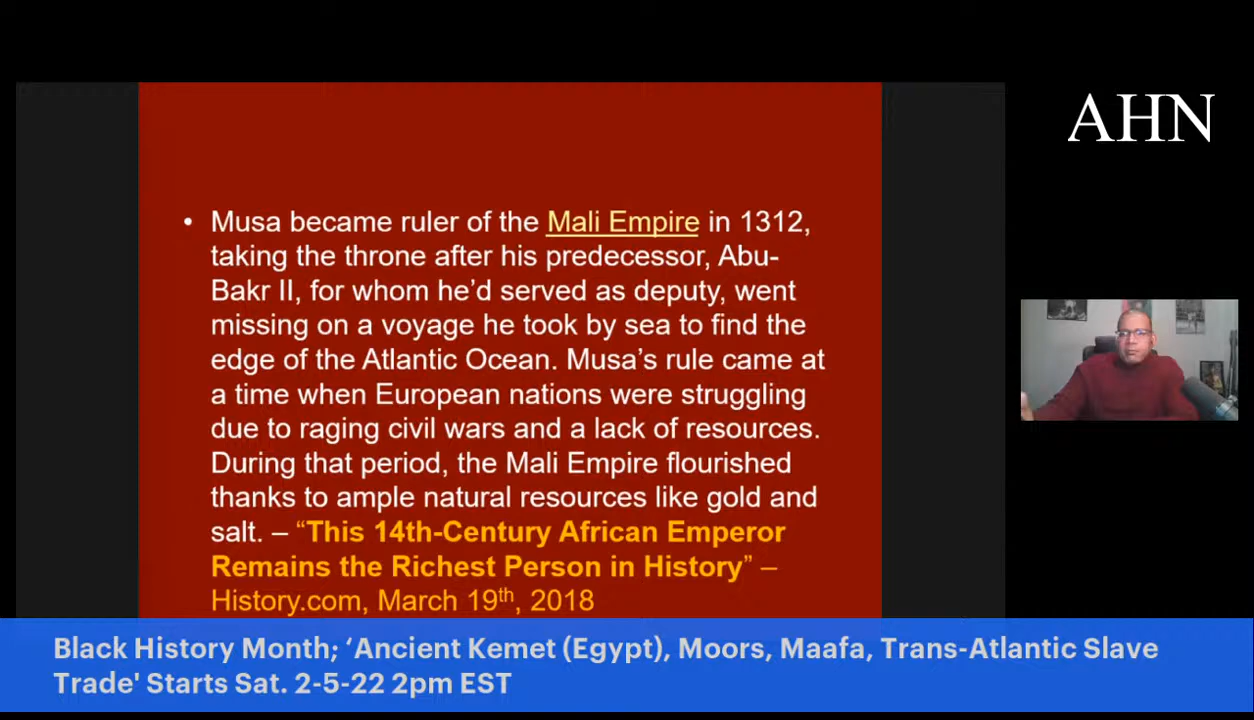 AHN
• Musa became ruler of the Mali Empire in 1312,
taking the throne after his predecessor, Abu-
Bakr II, for whom he’d served as deputy, went
missing on a voyage he took by sea to find the
edge of the Atlantic Ocean. Musa’s rule came at
a time when European nations were struggling
due to raging civil wars and a lack of resources.
During that period, the Mali Empire flourished
thanks to ample natural resources like gold and
salt. – “This 14th-Century African Emperor
Remains the Richest Person in History” –
History.com, March 19th, 2018
Black History Month; ‘Ancient Kemet (Egypt), Moors, Maafa, Trans-Atlantic Slave
Trade' Starts Sat. 2-5-22 2pm EST